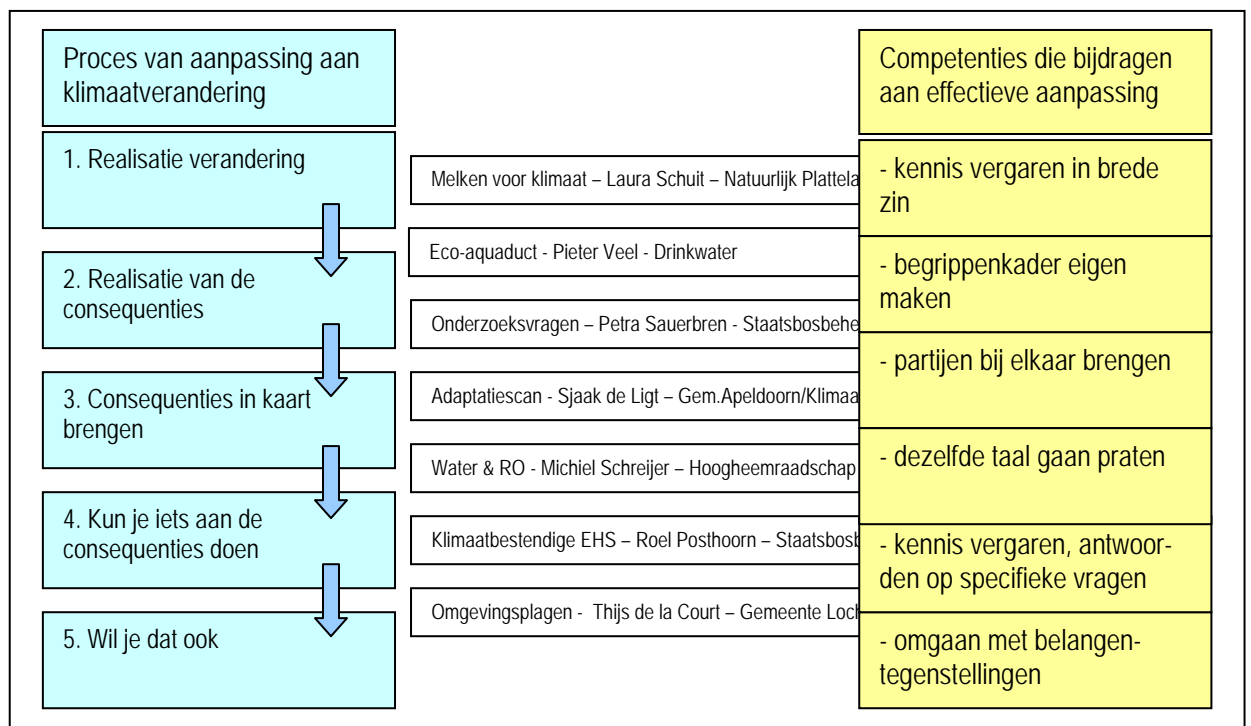 Proces van aanpassing aan
klimaatverandering
1. Realisatie verandering
2. Realisatie van de
consequenties
3. Consequenties in kaart
brengen
4. Kun je iets aan de
consequenties doen
5. Wil je dat ook
Melken voor klimaat – Laura Schuit – Natuurlijk
Eco-aquaduct - Pieter Veel - Drinkwater
Onderzoeksvragen – Petra Sauerbren -
Adaptatiescan - Sjaak de Ligt – Gem.Apeldoorn/
Water & RO - Michiel Schreijer – Hoogheemraadschap
Klimaatbestendige EHS – Roel Posthoorn –
Omgevingsplagen - Thijs de la Court – Gemeente
Competenties die bijdragen
aan effectieve aanpassing
- kennis vergaren in brede
zin
- begrippenkader eigen
maken
- partijen bij elkaar brengen
- dezelfde taal gaan praten
- kennis vergaren, antwoor-
den op specifieke vragen
- omgaan met belangen-
tegenstellingen